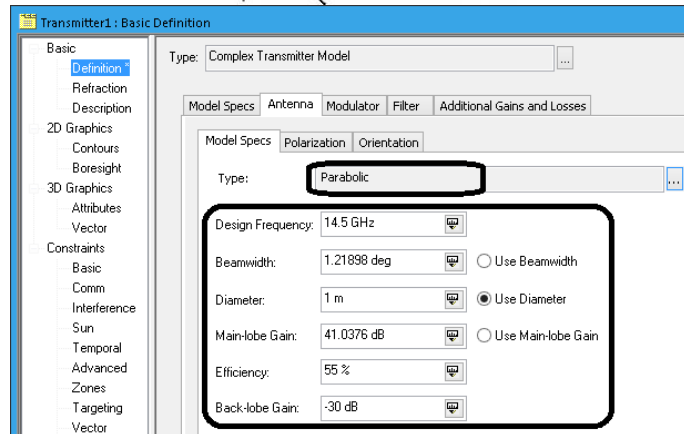 Transmitter1 : Basic Definition
Basic
Definition *
Refraction
Description
2D Graphics
Contours
Boresight
3D Graphics
Attributes
Vector
Constraints
Basic
Comm
Interference
Sun
Temporal
Advanced
Zones
Targeting
Vector
Type: Complex Transmitter Model ...
Model Specs Antenna Modulator Filter Additional Gains and Losses
Model Specs Polarization Orientation
Type: Parabolic ...
Design Frequency: 14.5 GHz
Beamwidth: 1.21898 deg Use Beamwidth
Diameter: 1 m Use Diameter
Main-lobe Gain: 41.0376 dB Use Main-lobe Gain
Efficiency: 55 %
Back-lobe Gain: -30 dB